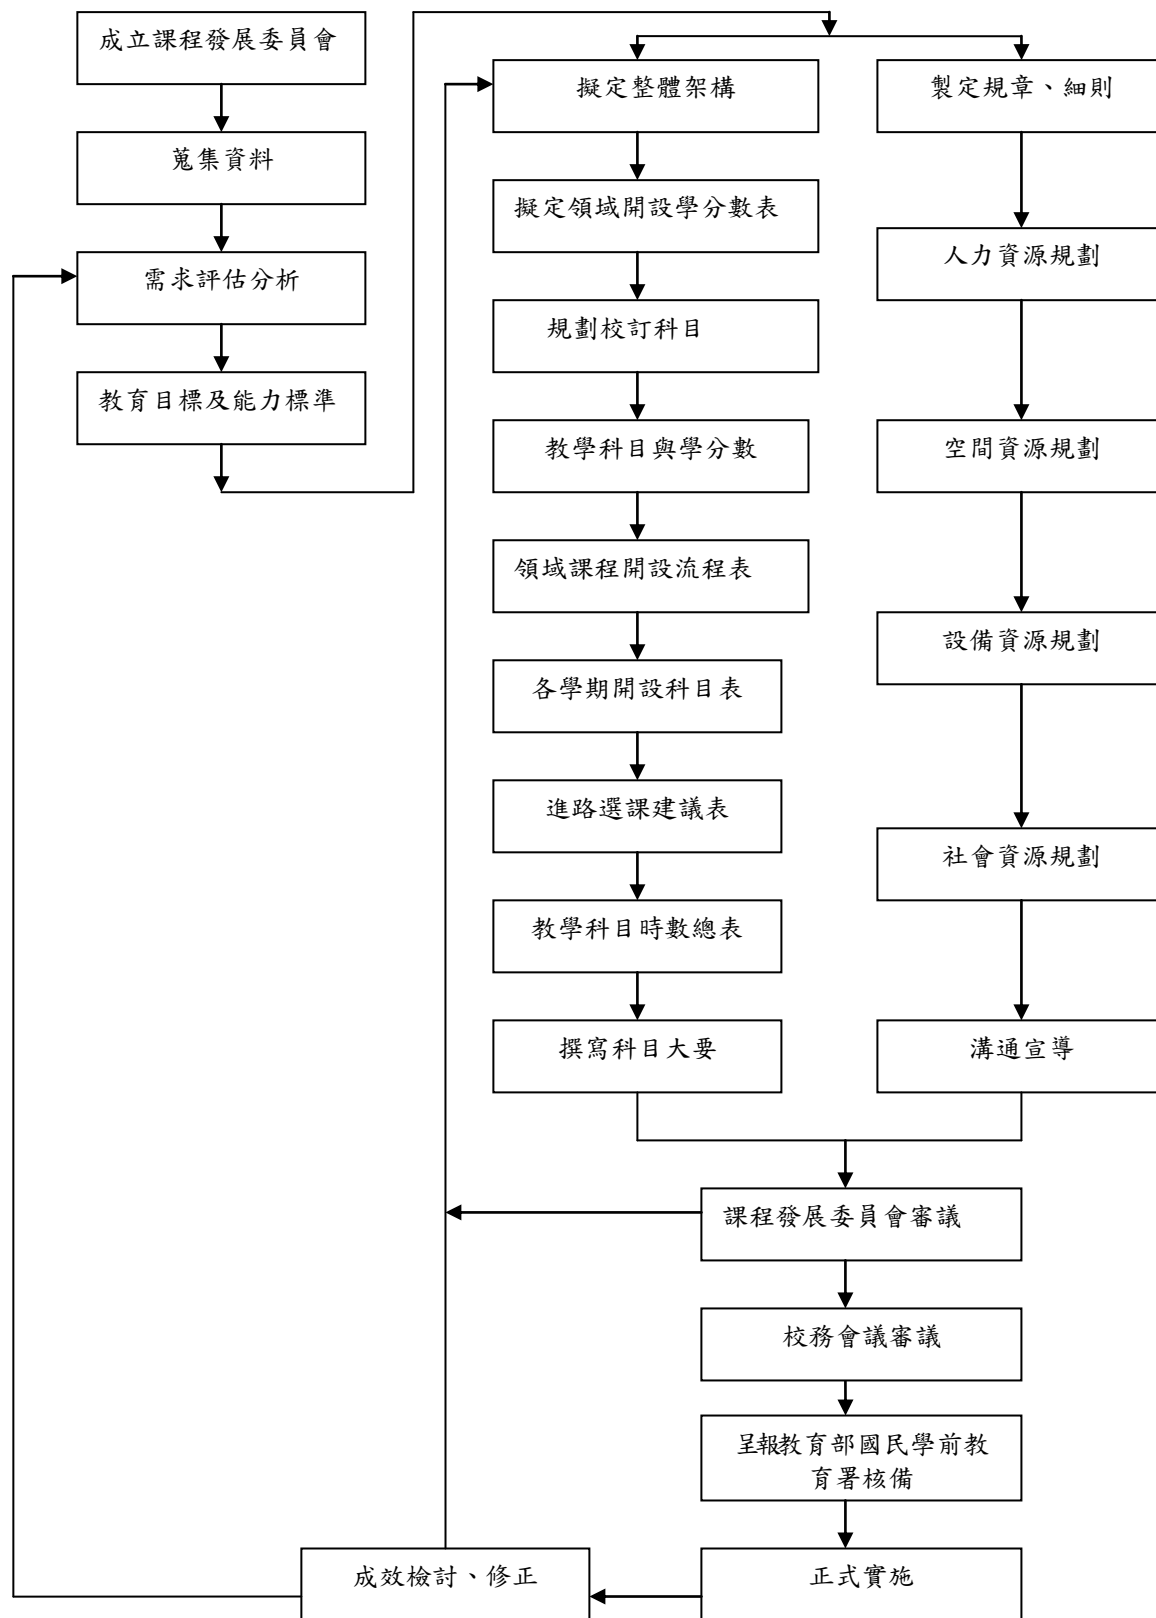 成立課程發展委員會
蒐集資料
需求評估分析
教育目標及能力標準
擬定整體架構
擬定領域開設學分數表
規劃校訂科目
教學科目與學分數
領域課程開設流程表
各學期開設科目表
進路選課建議表
教學科目時數總表
撰寫科目大要
製定規章、細則
人力資源規劃
空間資源規劃
設備資源規劃
社會資源規劃
溝通宣導
課程發展委員會審議
校務會議審議
呈報教育部國民學前教
育署核備
正式實施
成效檢討、修正